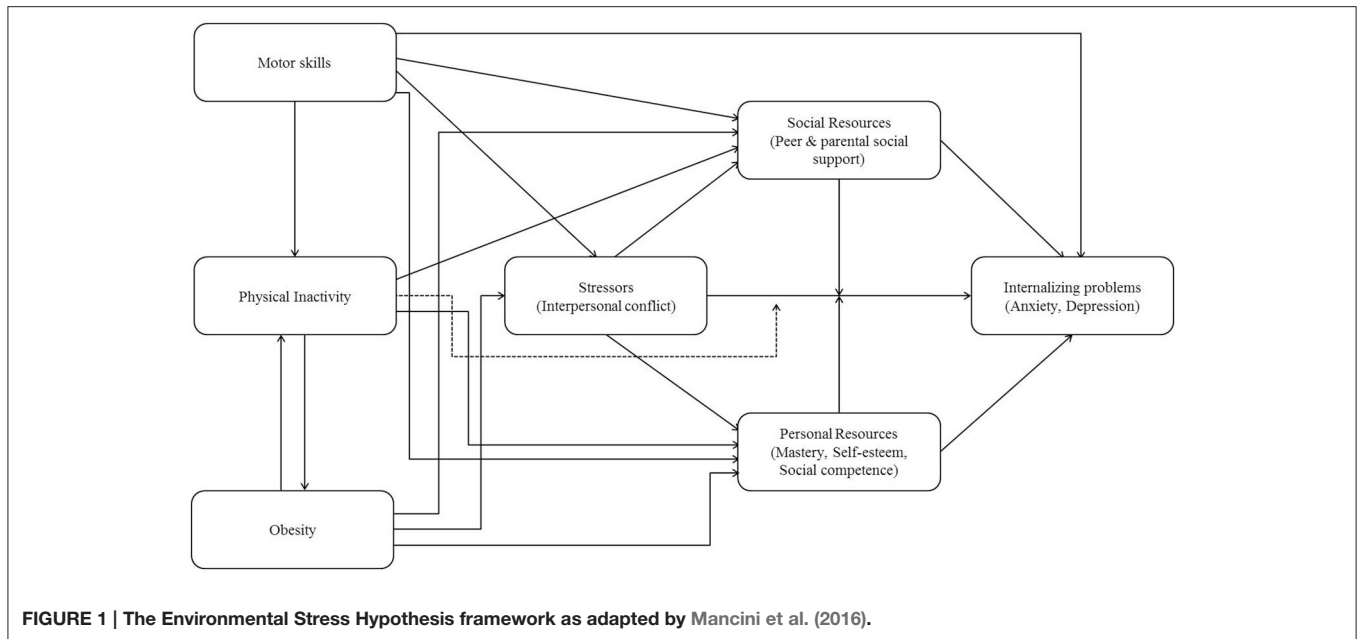 Motor skills
Social Resources
(Peer & parental social
support)
Physical Inactivity
Stressors
(Interpersonal conflict)
Internalizing problems
(Anxiety, Depression)
Personal Resources
(Mastery, Self-esteem,
Social competence)
Obesity
FIGURE 1 | The Environmental Stress Hypothesis framework as adapted by Mancini et al. (2016).